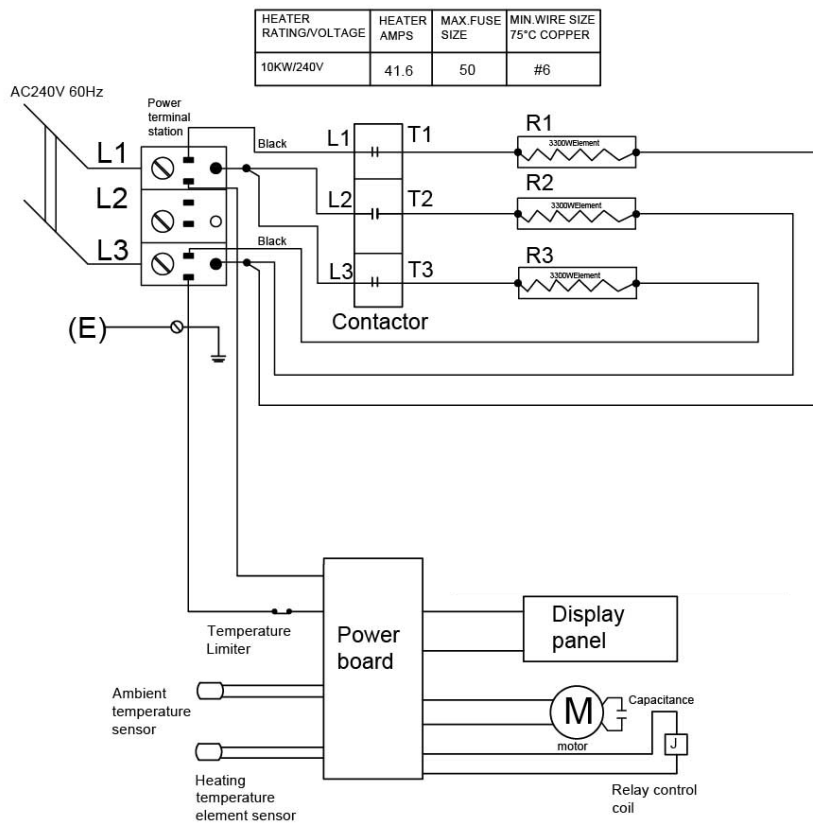 HEATER RATING/VOLTAGE
HEATER AMPS
MAX.FUSE SIZE
MIN.WIRE SIZE 75°C COPPER
10KW/240V
41.6
50
#6
AC240V 60Hz
Power
terminal
station
L1
L2
L3
Black
Black
L1
T1
L2
T2
L3
T3
Contactor
R1
3300WElement
R2
3300WElement
R3
3300WElement
(E)
Temperature
Limiter
Power
board
Display
panel
Ambient
temperature
sensor
M
motor
Capacitance
J
Heating
temperature
element sensor
Relay control
coil